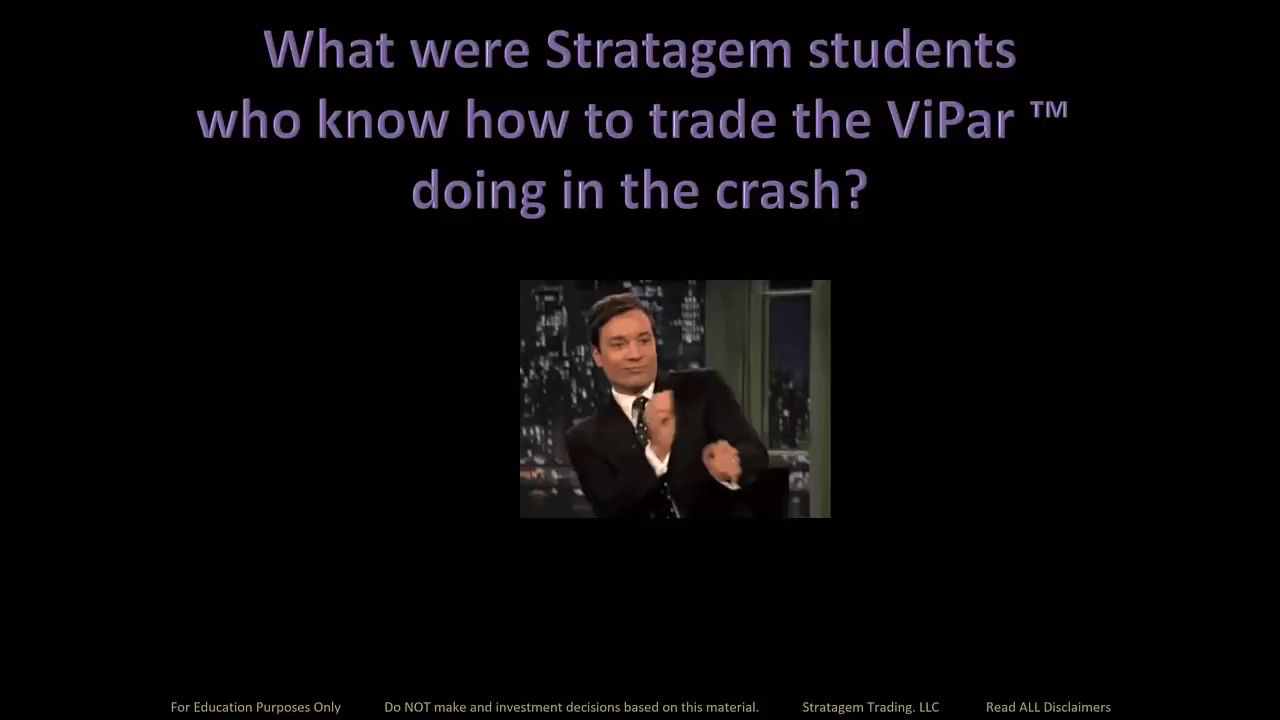 What were Stratagem students
who know how to trade the ViPar ™
doing in the crash?
For Education Purposes Only Do NOT make and investment decisions based on this material. Stratagem Trading. LLC Read ALL Disclaimers